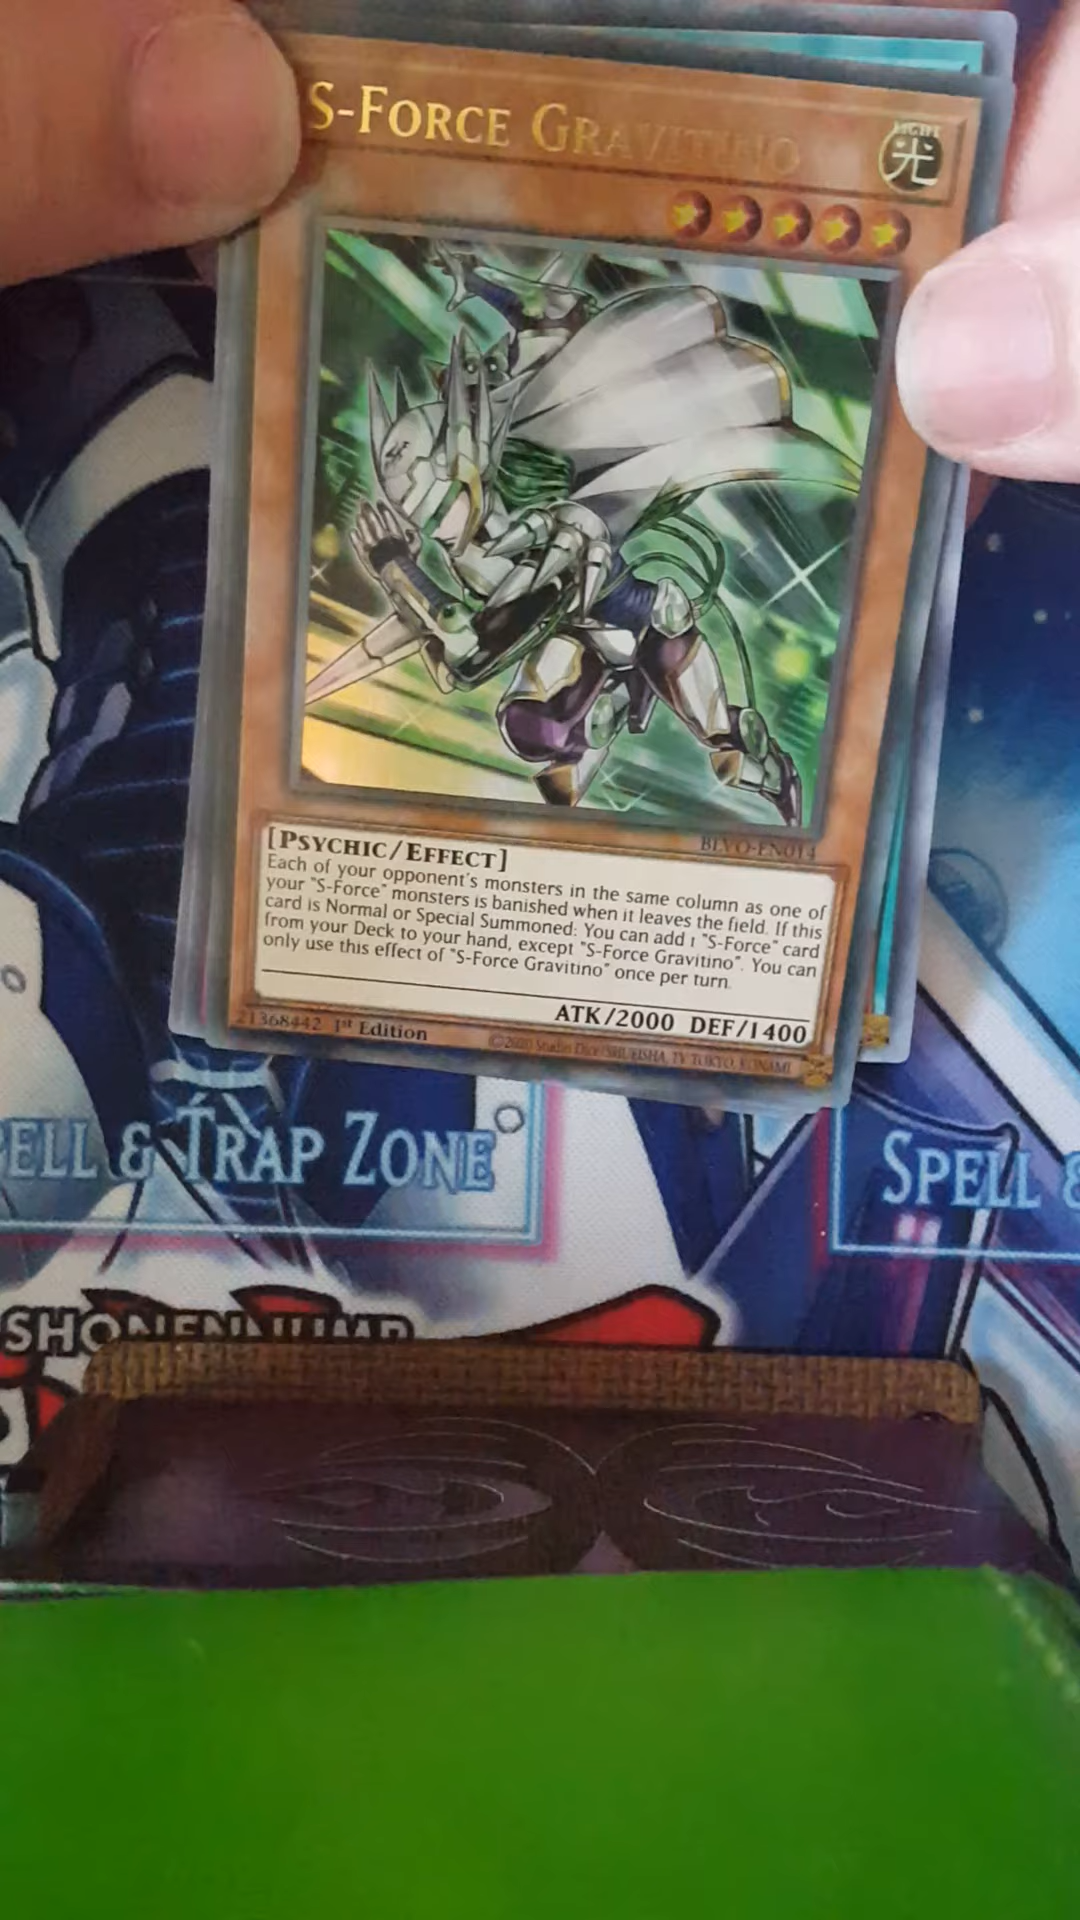 S-Force Gravitino
LIGHT
光
BLVO-EN014
[Psychic/Effect]
Each of your opponent's monsters in the same column as one of
your "S-Force" monsters is banished when it leaves the field. If this
card is Normal or Special Summoned: You can add 1 "S-Force" card
from your Deck to your hand, except "S-Force Gravitino". You can
only use this effect of "S-Force Gravitino" once per turn.
ATK/2000 DEF/1400
21368442 1st Edition
©2020 Studio Dice/SHUEISHA, TV TOKYO, KONAMI
ELL & Trap Zone
Spell &
SHONEN JUMP